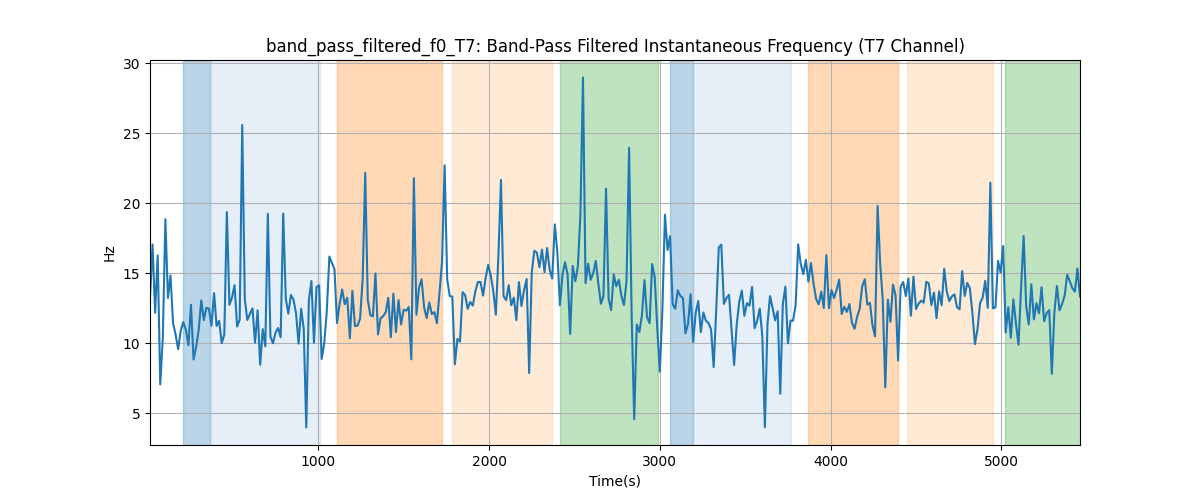 band_pass_filtered_f0_T7: Band-Pass Filtered Instantaneous Frequency (T7 Channel)
30
25
20
15
10
5
Hz
1000 2000 3000 4000 5000
Time(s)